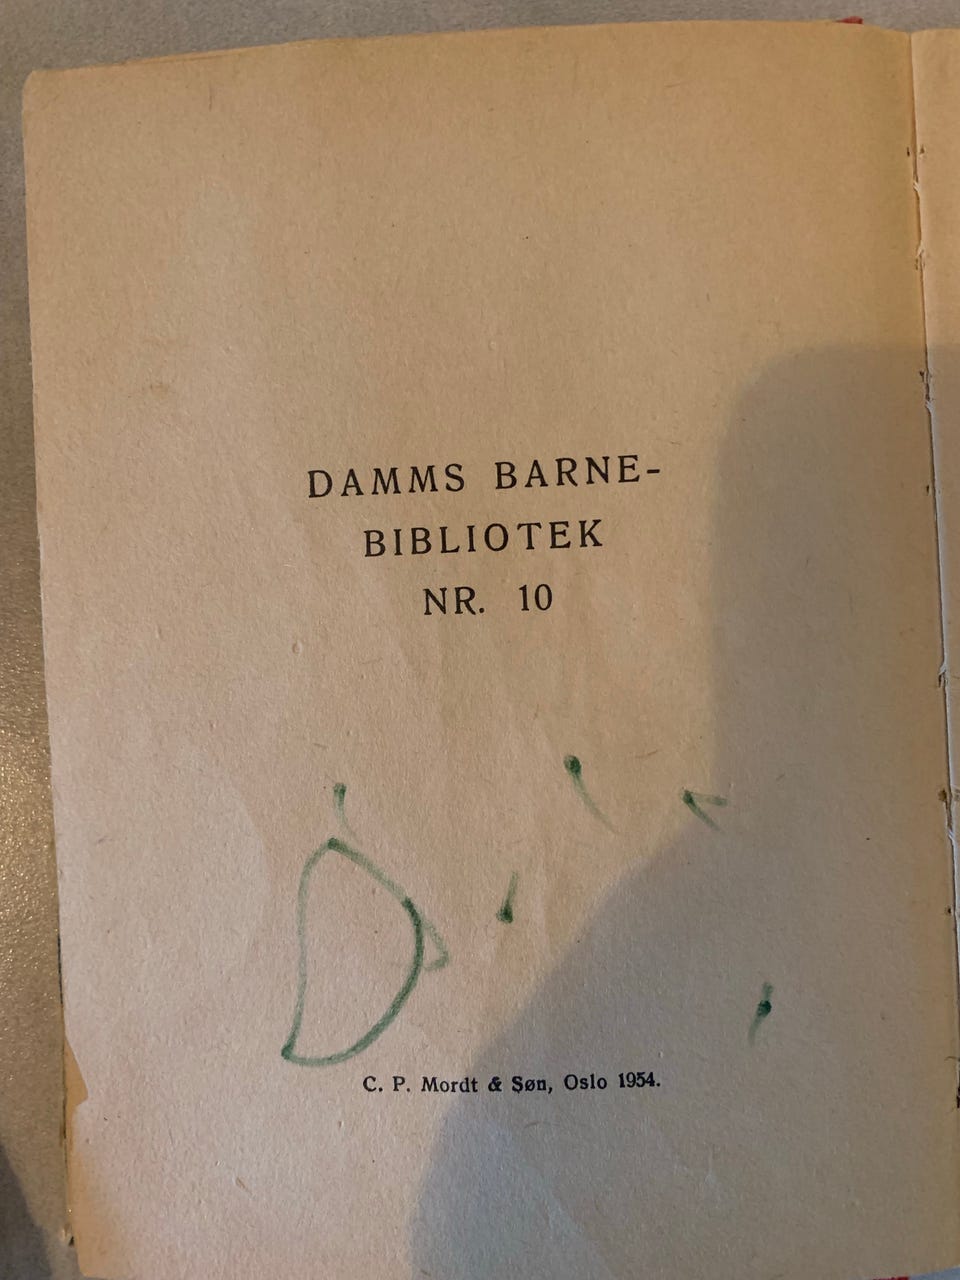 DAMMS BARNE-
BIBLIOTEK
NR. 10
C. P. Mordt & Søn, Oslo 1954.